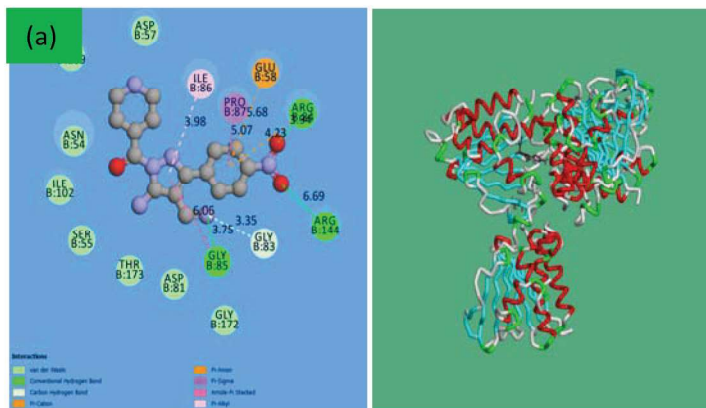 (a)
ASP
B:57
ILE
B:86
GLU
B:58
PRO
B:87
5.68
ARG
3.98
5.07
4.23
ASN
B:54
ILE
B:102
SER
B:55
THR
B:173
ASP
B:81
GLY
B:172
6.06
3.75
3.35
6.69
GLY
B:85
GLY
B:83
ARG
B:144
Interactions
van der Waals
Conventional Hydrogen Bond
Carbon Hydrogen Bond
Pi-Cation
Pi-Anion
Pi-Sigma
Amide-Pi Stacked
Pi-Alkyl